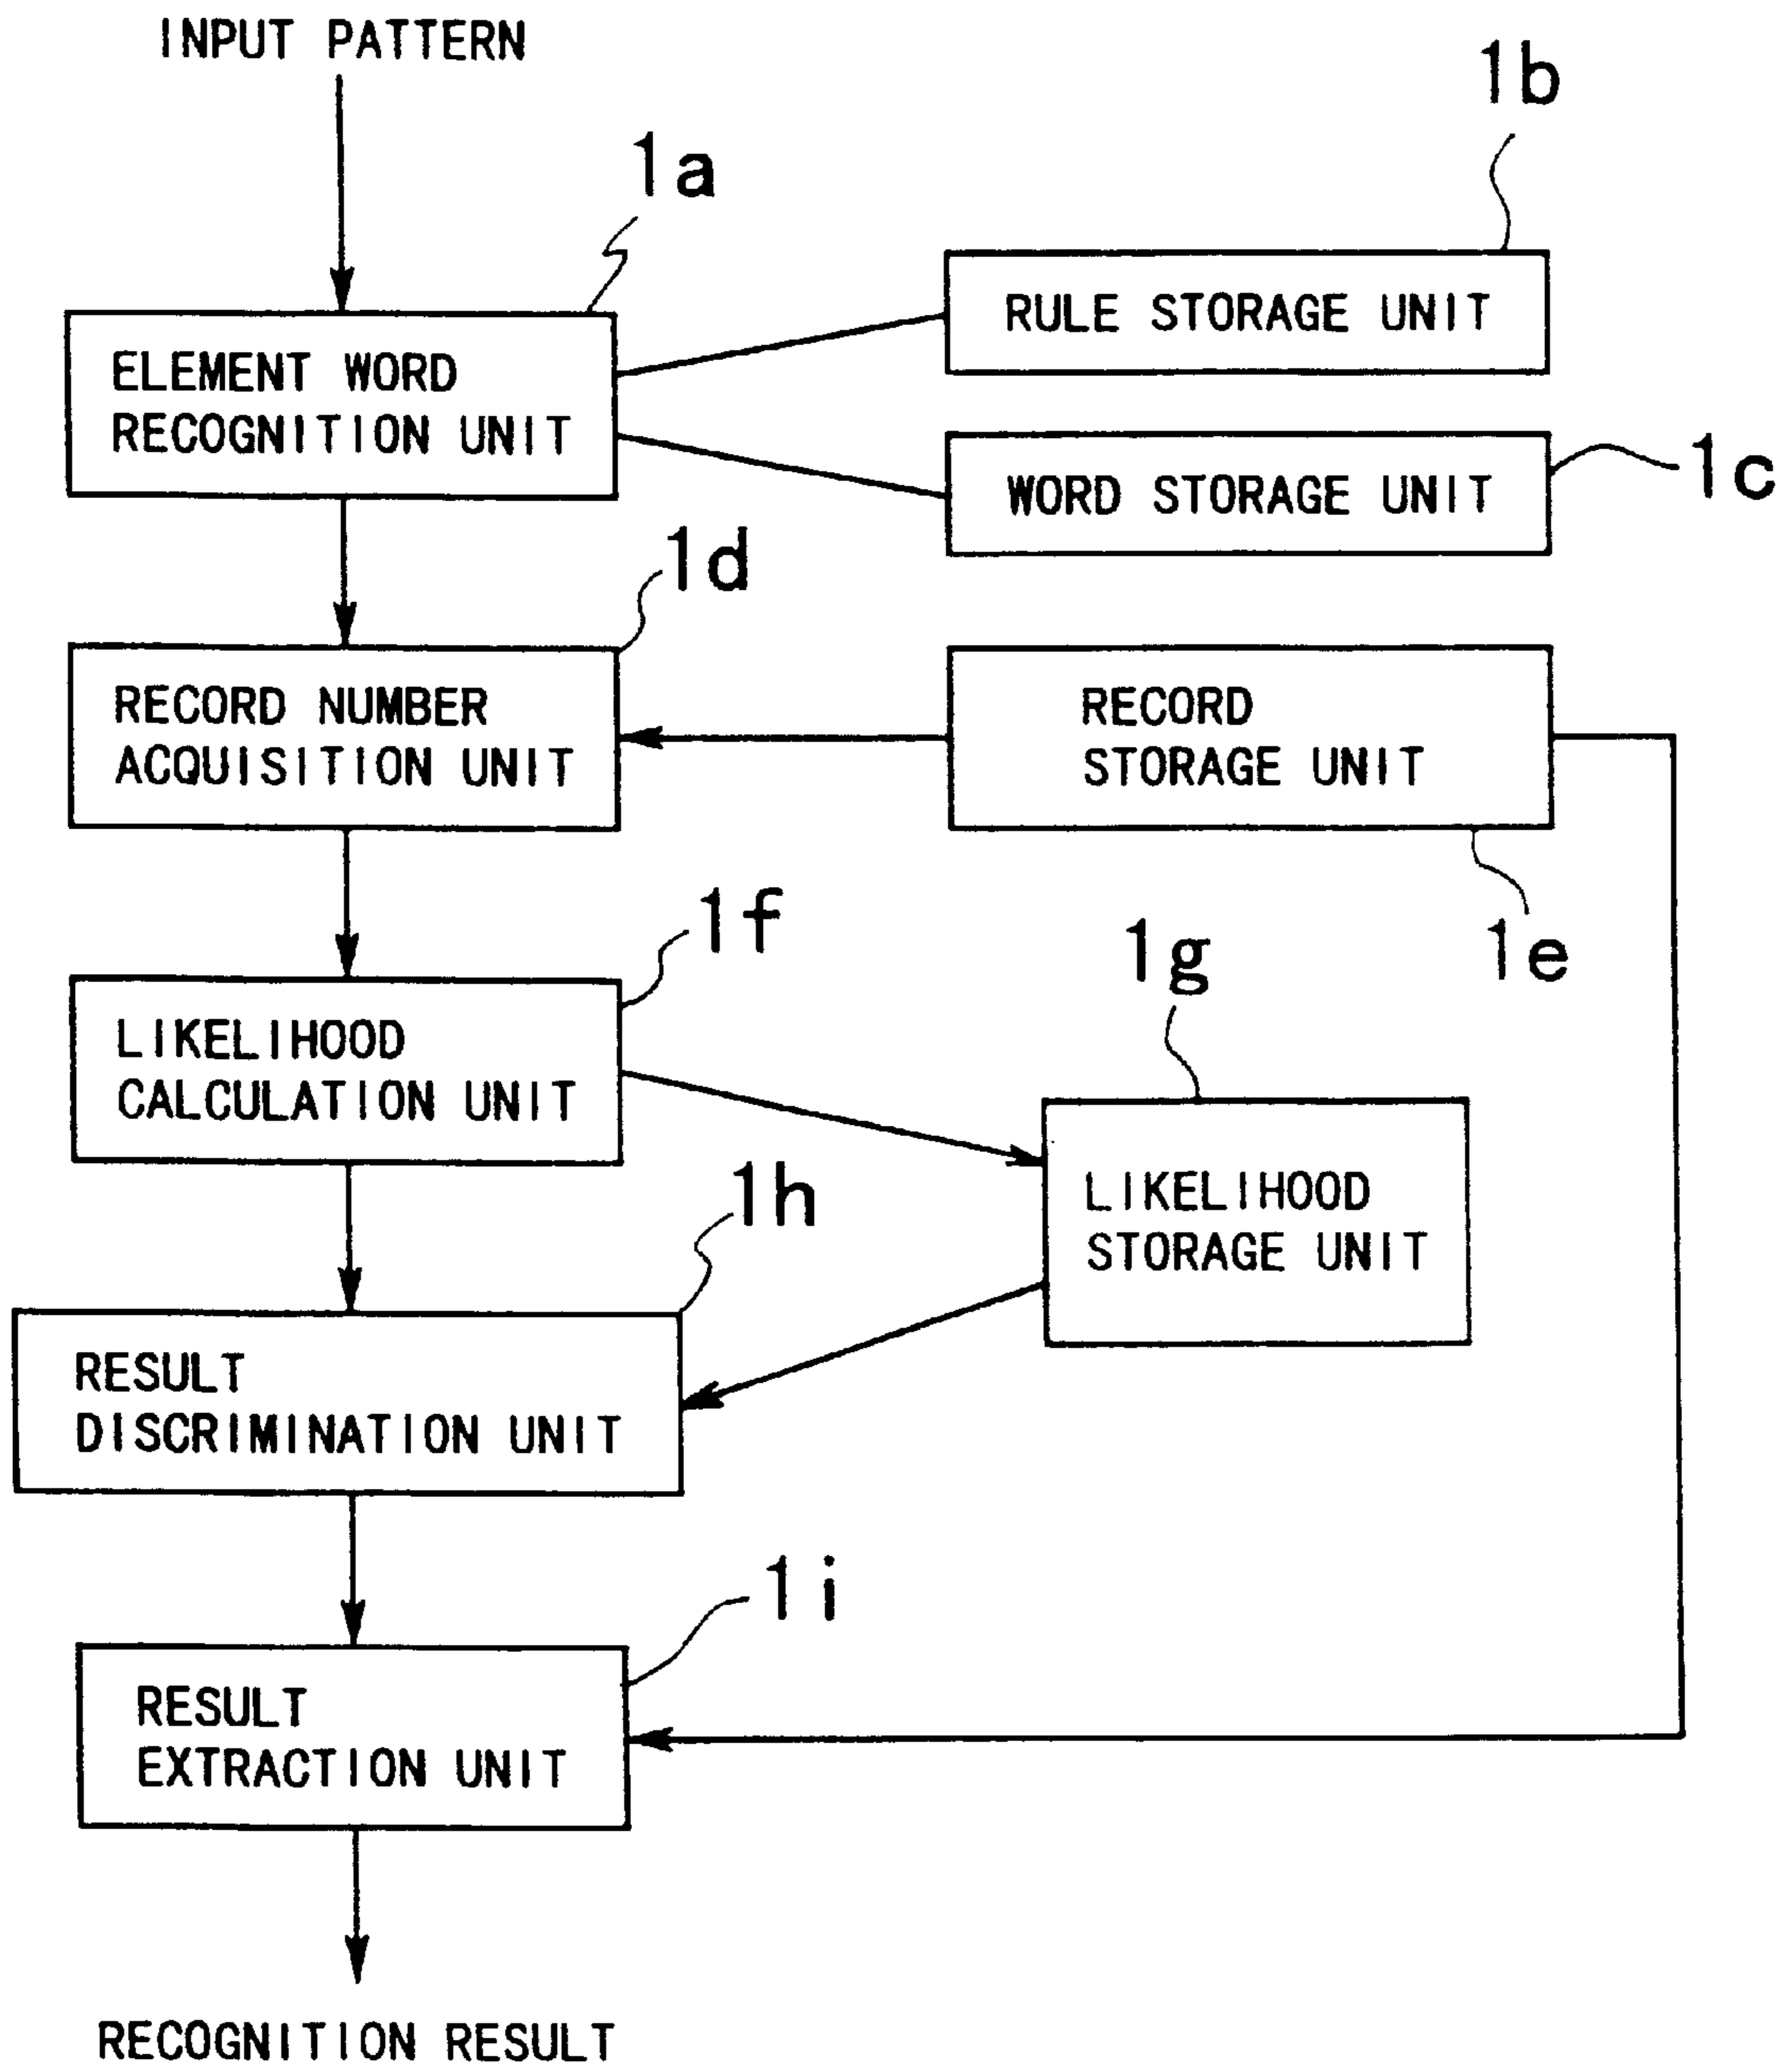 INPUT PATTERN
1b
1a
RULE STORAGE UNIT
ELEMENT WORD
RECOGNITION UNIT
1c
WORD STORAGE UNIT
1d
RECORD NUMBER
ACQUISITION UNIT
RECORD
STORAGE UNIT
1f
1g
1e
LIKELIHOOD
CALCULATION UNIT
1h
LIKELIHOOD
STORAGE UNIT
RESULT
DISCRIMINATION UNIT
1i
RESULT
EXTRACTION UNIT
RECOGNITION RESULT